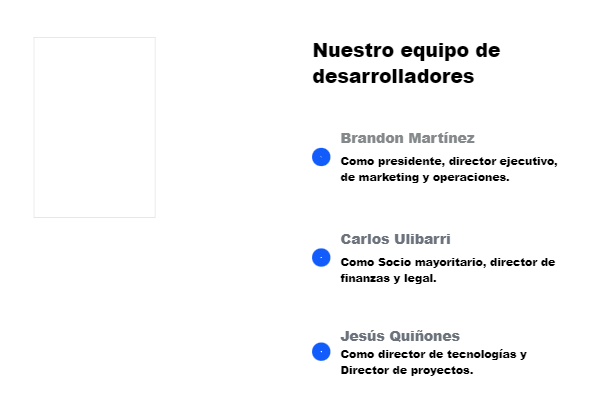 Nuestro equipo de
desarrolladores
Brandon Martínez
Como presidente, director ejecutivo,
de marketing y operaciones.
Carlos Ulibarri
Como Socio mayoritario, director de
finanzas y legal.
Jesús Quiñones
Como director de tecnologías y
Director de proyectos.